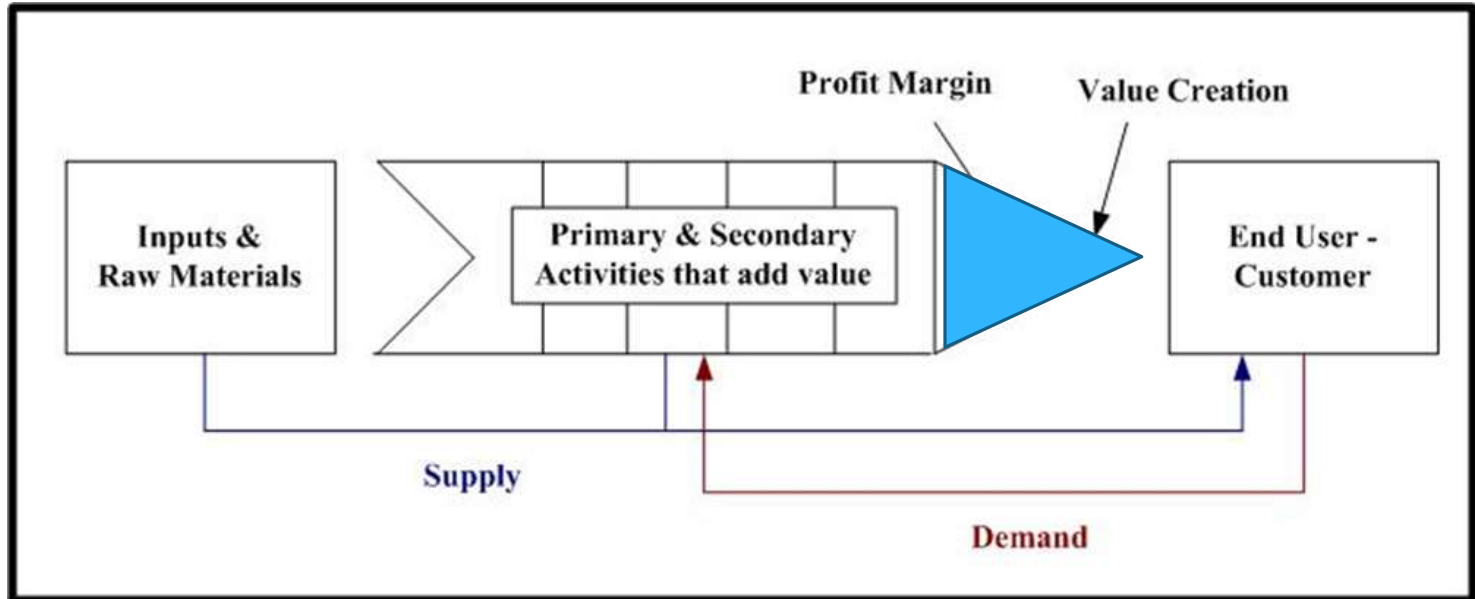 Profit Margin
Value Creation
Inputs &
Raw Materials
Primary & Secondary
Activities that add value
End User -
Customer
Supply
Demand